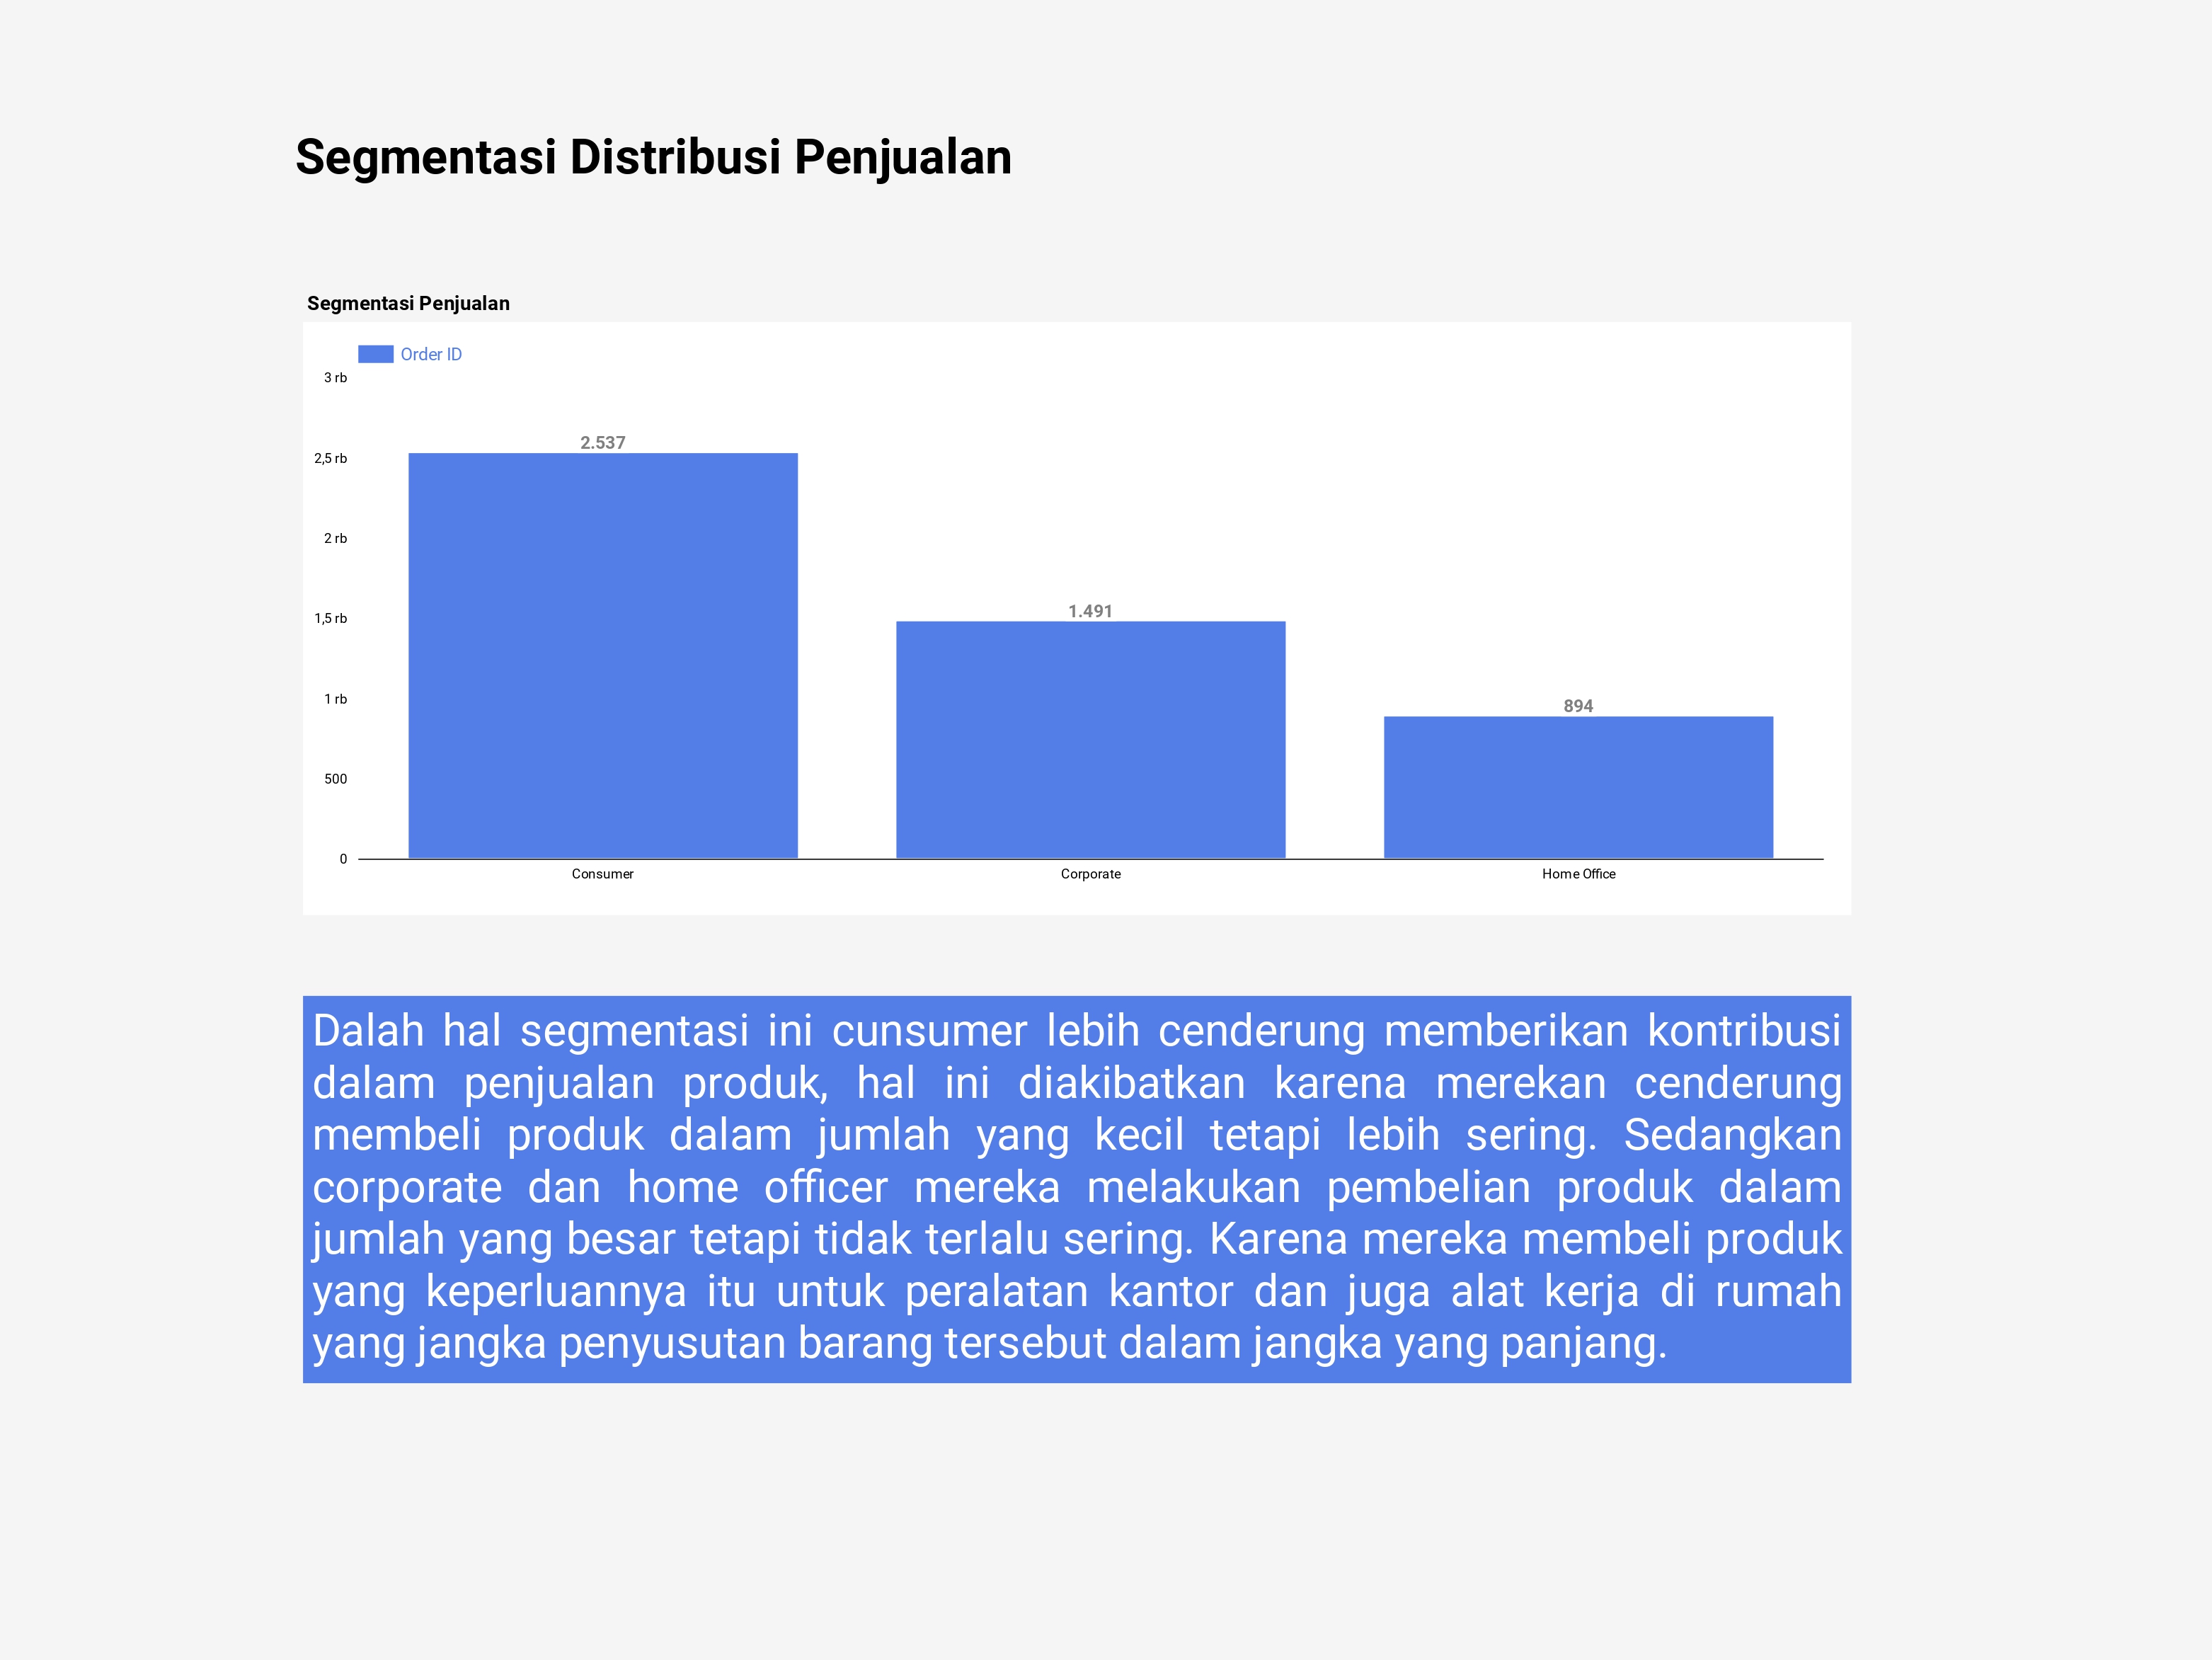 Segmentasi Distribusi Penjualan
Segmentasi Penjualan
Order ID
3 rb
2,5 rb
2 rb
1,5 rb
1 rb
500
0
2.537
1.491
894
Consumer
Corporate
Home Office
Dalah hal segmentasi ini cunsumer lebih cenderung memberikan kontribusi
dalam penjualan produk, hal ini diakibatkan karena merekan cenderung
membeli produk dalam jumlah yang kecil tetapi lebih sering. Sedangkan
corporate dan home officer mereka melakukan pembelian produk dalam
jumlah yang besar tetapi tidak terlalu sering. Karena mereka membeli produk
yang keperluannya itu untuk peralatan kantor dan juga alat kerja di rumah
yang jangka penyusutan barang tersebut dalam jangka yang panjang.